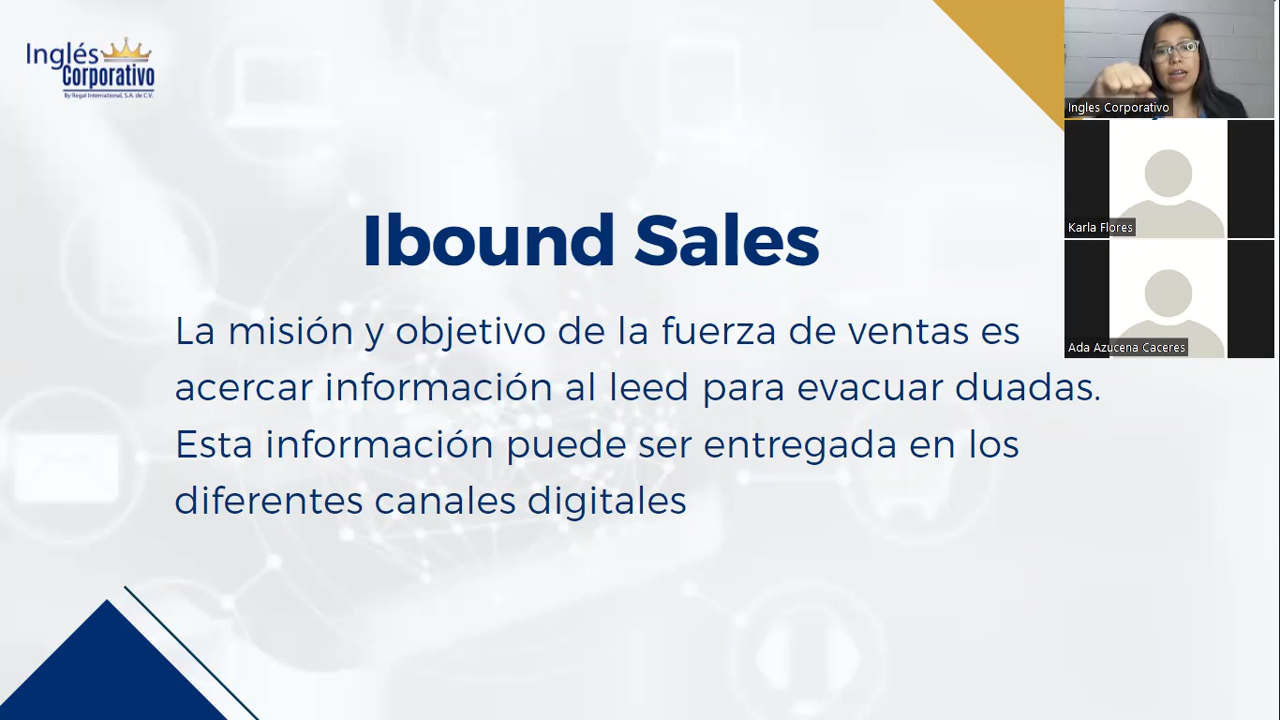 Inglés
Corporativo
By Regal International, S.A. de C.V.
Ibound Sales
La misión y objetivo de la fuerza de ventas es
acercar información al leed para evacuar duadas.
Esta información puede ser entregada en los
diferentes canales digitales
Ingles Corporativo
Karla Flores
Ada Azucena Caceres